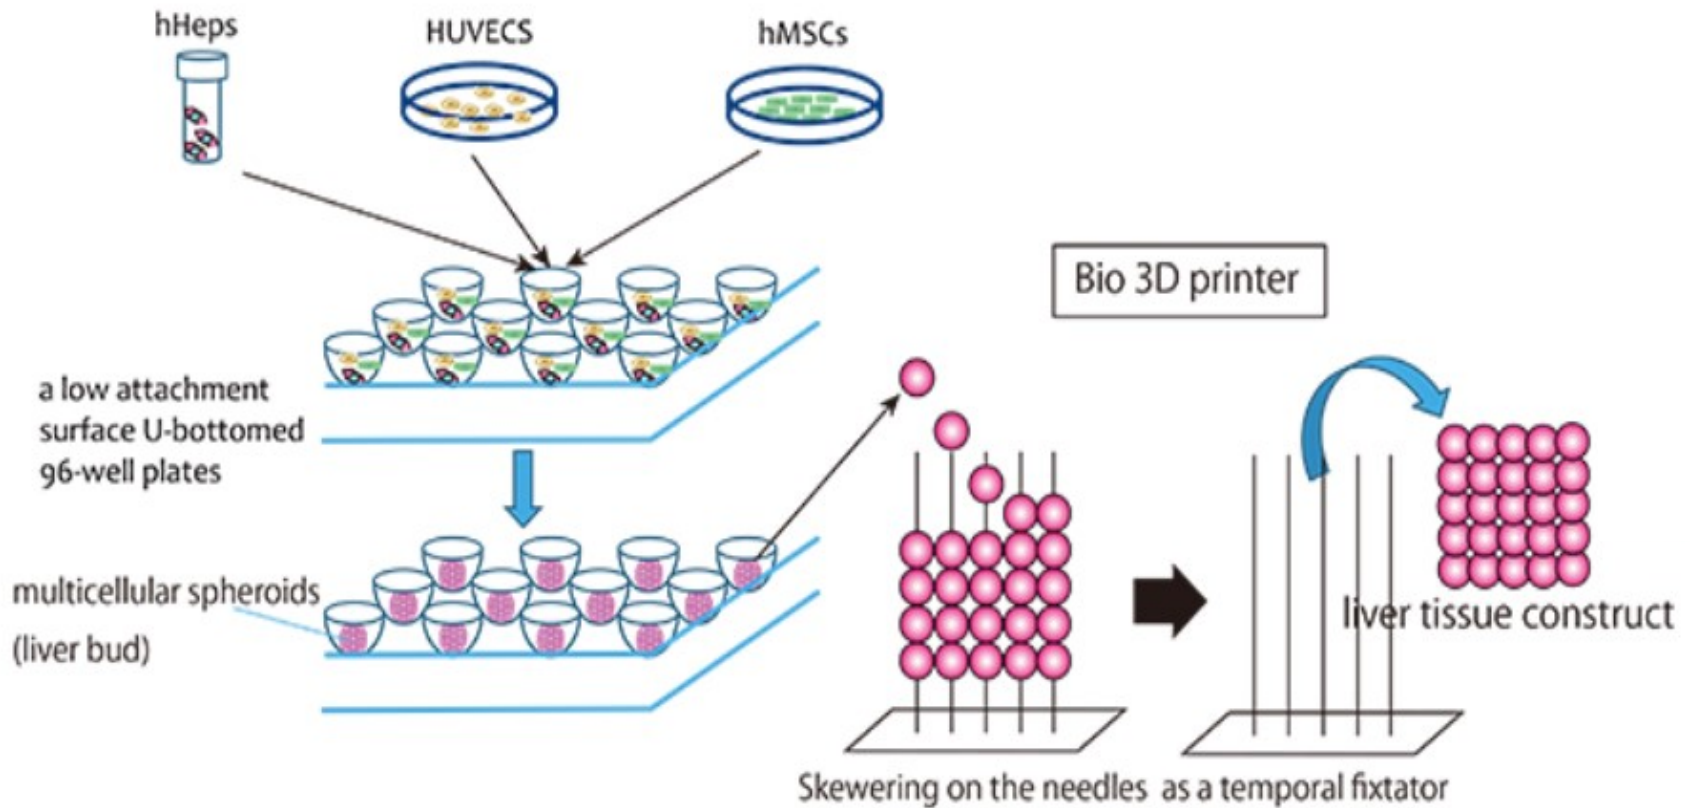 hHeps
HUVECS
hMSCs
Bio 3D printer
a low attachment
surface U-bottomed
96-well plates
multicellular spheroids
(liver bud)
liver tissue construct
Skewering on the needles as a temporal fixtator